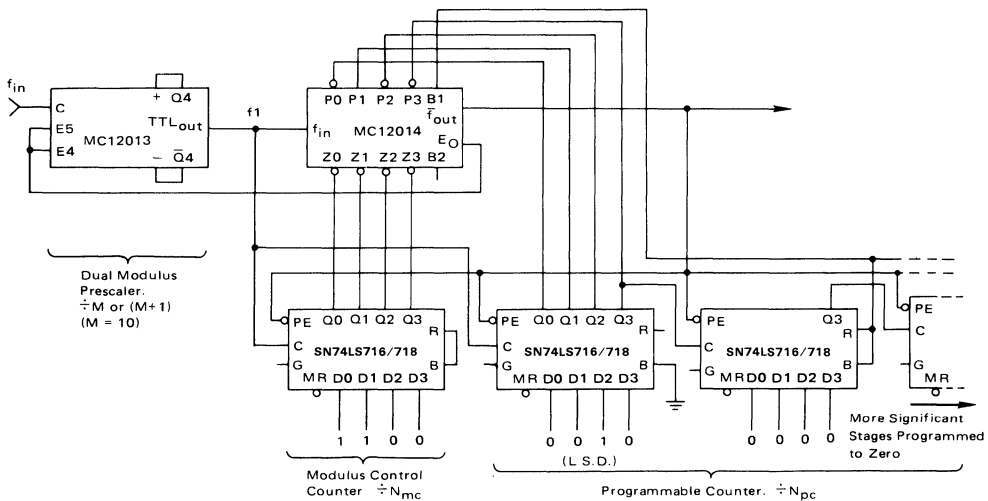 f_in
C
E5
E4
+ Q4
TTL_out
MC12013
− Q̅4
f1
P0 P1 P2 P3 B1
f̅_out
f_in
MC12014
E_O
Z0 Z1 Z2 Z3 B2
Dual Modulus
Prescaler.
÷M or (M+1)
(M = 10)
PE
Q0 Q1 Q2 Q3
R
C
SN74LS716/718
G
B
MR D0 D1 D2 D3
1 1 0 0
Modulus Control
Counter ÷N_mc
PE
Q0 Q1 Q2 Q3
R
C
SN74LS716/718
G
B
MR D0 D1 D2 D3
0 0 1 0
(L S.D.)
PE
Q3
R
C
SN74LS716/718
G
B
MR D0 D1 D2 D3
0 0 0 0
PE
C
G
MR
More Significant
Stages Programmed
to Zero
Programmable Counter. ÷N_pc